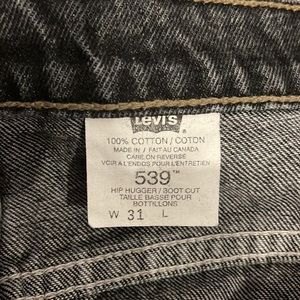 Levi's
100% COTTON / COTON
MADE IN / FAIT AU CANADA
CARE ON REVERSE
VOIR A L'ENDOS POUR L'ENTRETIEN
539™
HIP HUGGER / BOOT CUT
TAILLE BASSE POUR
BOTTILLONS
W 31 L